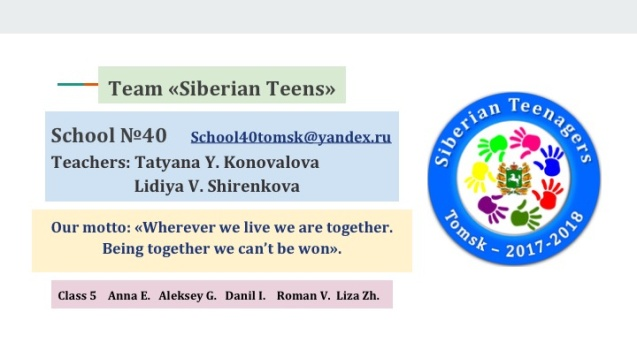 Team «Siberian Teens»
School №40 School40tomsk@yandex.ru
Teachers: Tatyana Y. Konovalova
Lidiya V. Shirenkova
Our motto: «Wherever we live we are together.
Being together we can't be won».
Class 5 Anna E. Aleksey G. Danil I. Roman V. Liza Zh.
Siberian Teenagers
Tomsk – 2017-2018